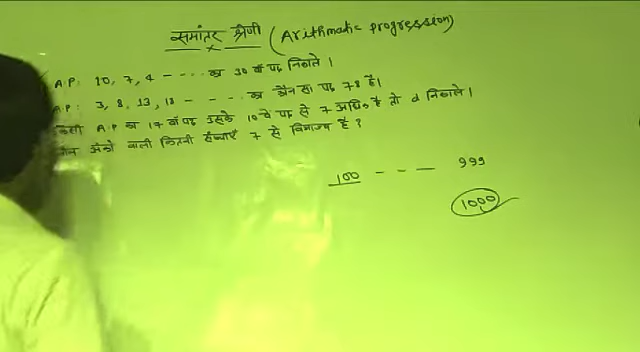 समांतर श्रेणी (Arithmatic progression)
A.P: 10, 7, 4 - - - - का 30 वाँ पद निकालें।
A.P: 3, 8, 13, 18 - - - - का कौन सा पद 78 है।
किसी A.P का 17 वाँ पद उसके 10 वे पद से 7 अधिक है तो d निकालें।
तीन अंको वाली कितनी संख्याएँ 7 से विभाज्य है ?
100 - - - 999
1000